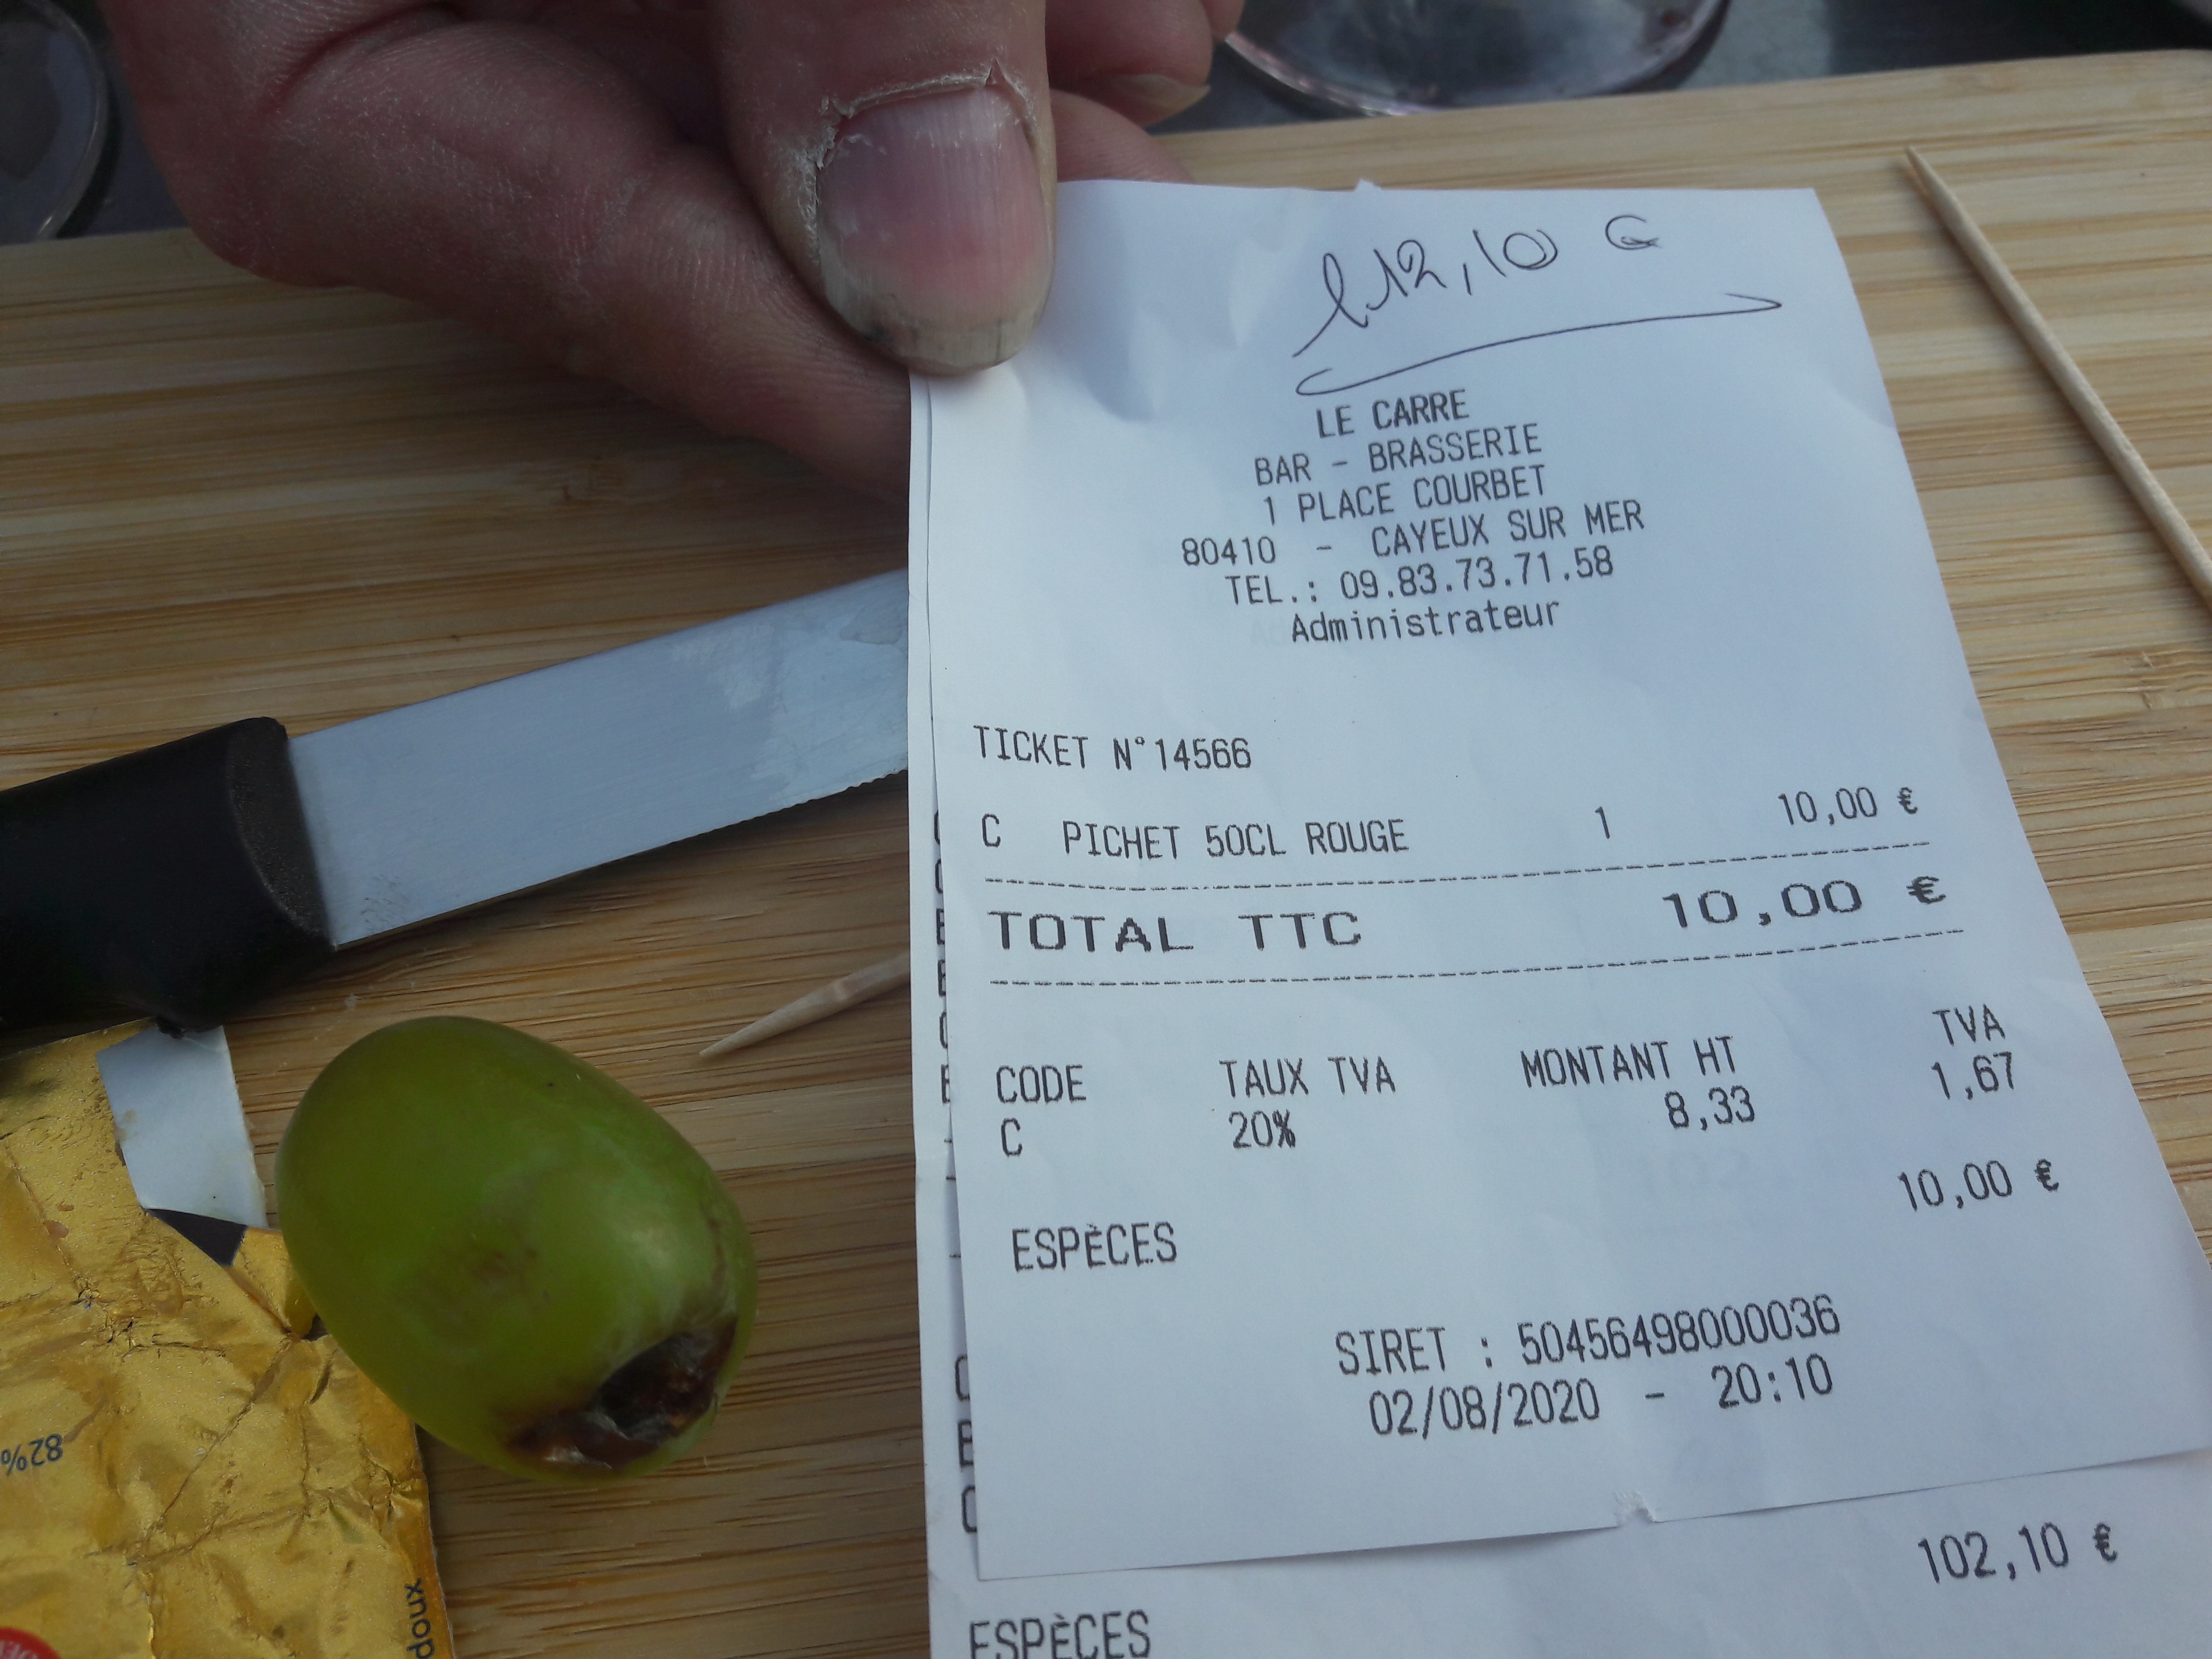 112,10 €
LE CARRE
BAR - BRASSERIE
1 PLACE COURBET
80410 - CAYEUX SUR MER
TEL.: 09.83.73.71.58
Administrateur
TICKET N°14566
C PICHET 50CL ROUGE 1 10,00 €
TOTAL TTC 10,00 €
CODE TAUX TVA MONTANT HT TVA
C 20% 8,33 1,67
ESPÈCES 10,00 €
SIRET : 50456498000036
02/08/2020 - 20:10
102,10 €
ESPÈCES
82%
doux